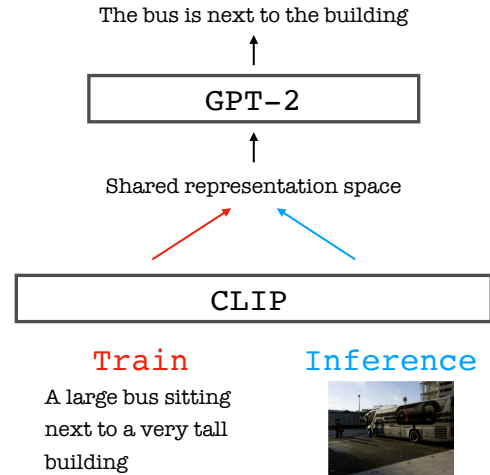 The bus is next to the building
GPT-2
Shared representation space
CLIP
Train
Inference
A large bus sitting
next to a very tall
building